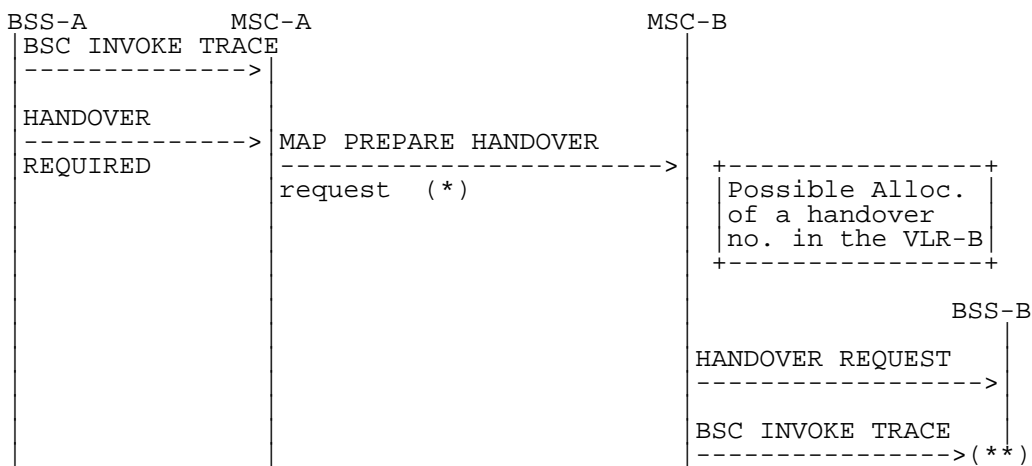 BSS-A MSC-A MSC-B
BSC INVOKE TRACE
HANDOVER
MAP PREPARE HANDOVER
REQUIRED
request (*)
Possible Alloc.
of a handover
no. in the VLR-B
BSS-B
HANDOVER REQUEST
BSC INVOKE TRACE
(**)